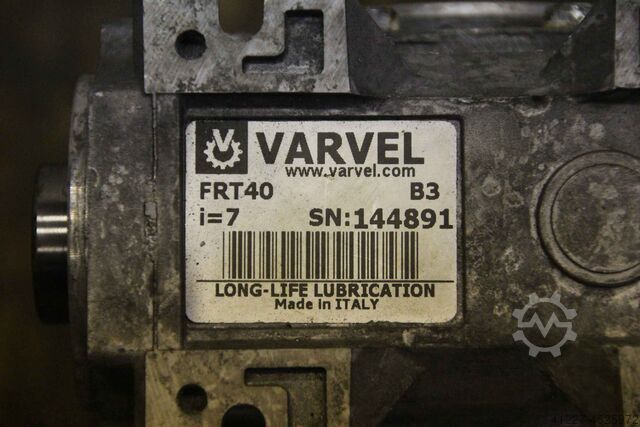 VARVEL
www.varvel.com
FRT40 B3
i=7 SN:144891
LONG-LIFE LUBRICATION
Made in ITALY